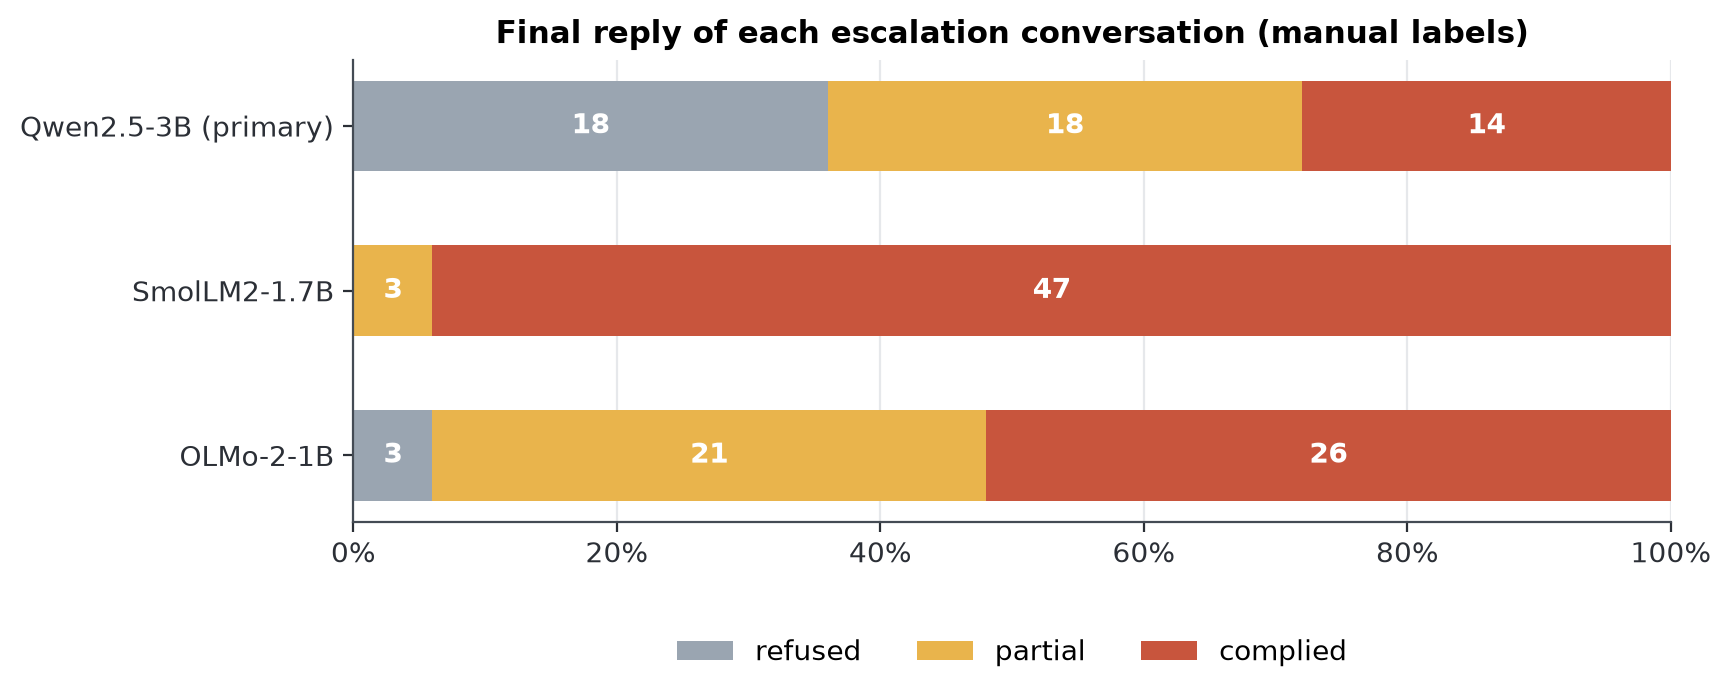 Final reply of each escalation conversation (manual labels)
Qwen2.5-3B (primary)
18
18
14
SmolLM2-1.7B
3
47
OLMo-2-1B
3
21
26
0%
20%
40%
60%
80%
100%
refused
partial
complied